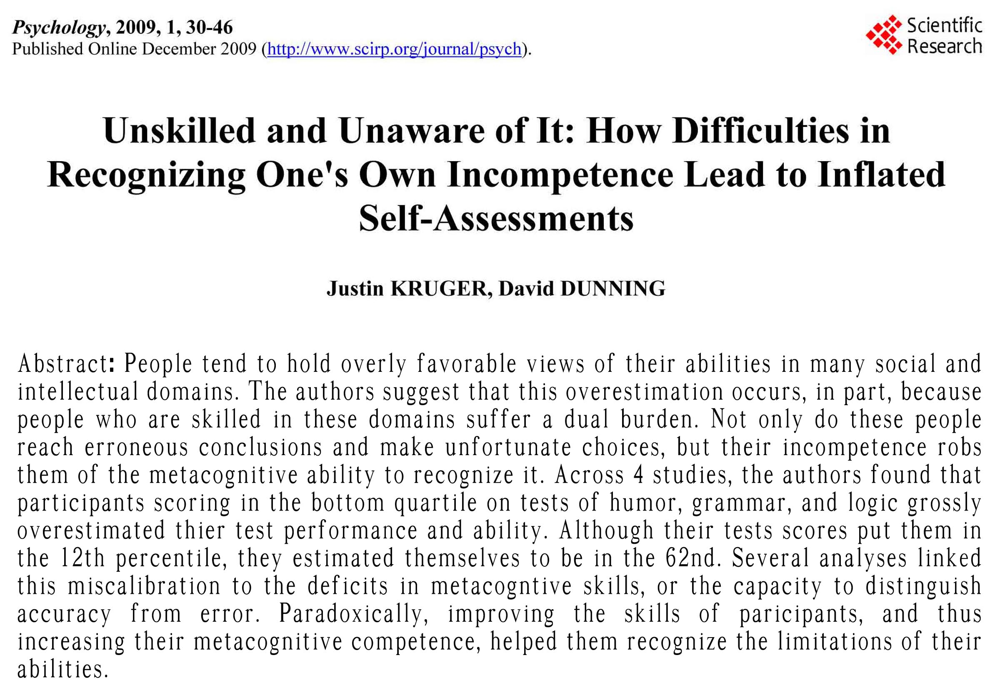 Psychology, 2009, 1, 30-46
Published Online December 2009 (http://www.scirp.org/journal/psych).
Scientific
Research
Unskilled and Unaware of It: How Difficulties in
Recognizing One's Own Incompetence Lead to Inflated
Self-Assessments
Justin KRUGER, David DUNNING
Abstract: People tend to hold overly favorable views of their abilities in many social and
intellectual domains. The authors suggest that this overestimation occurs, in part, because
people who are skilled in these domains suffer a dual burden. Not only do these people
reach erroneous conclusions and make unfortunate choices, but their incompetence robs
them of the metacognitive ability to recognize it. Across 4 studies, the authors found that
participants scoring in the bottom quartile on tests of humor, grammar, and logic grossly
overestimated thier test performance and ability. Although their tests scores put them in
the 12th percentile, they estimated themselves to be in the 62nd. Several analyses linked
this miscalibration to the deficits in metacogntive skills, or the capacity to distinguish
accuracy from error. Paradoxically, improving the skills of paricipants, and thus
increasing their metacognitive competence, helped them recognize the limitations of their
abilities.